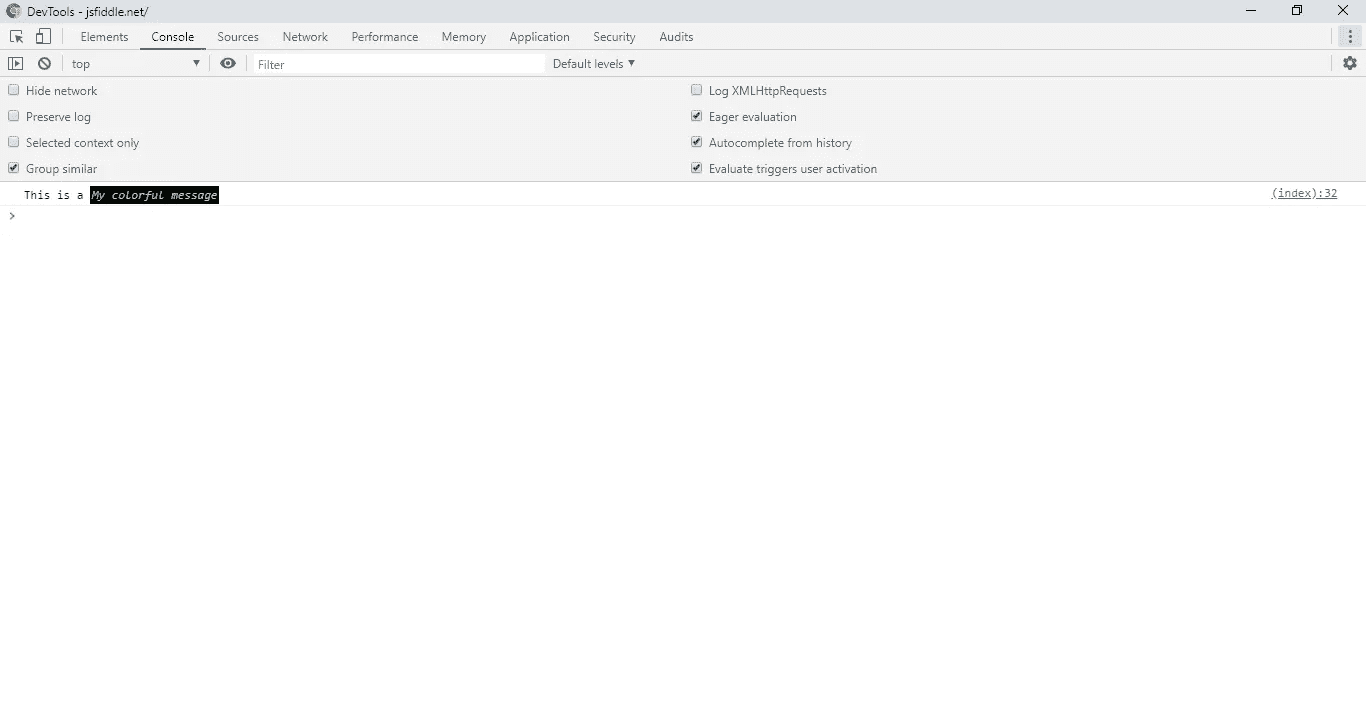 DevTools - jsfiddle.net/
Elements Console Sources Network Performance Memory Application Security Audits
top Filter Default levels
Hide network Log XMLHttpRequests
Preserve log Eager evaluation
Selected context only Autocomplete from history
Group similar Evaluate triggers user activation
This is a My colorful message (index):32
>